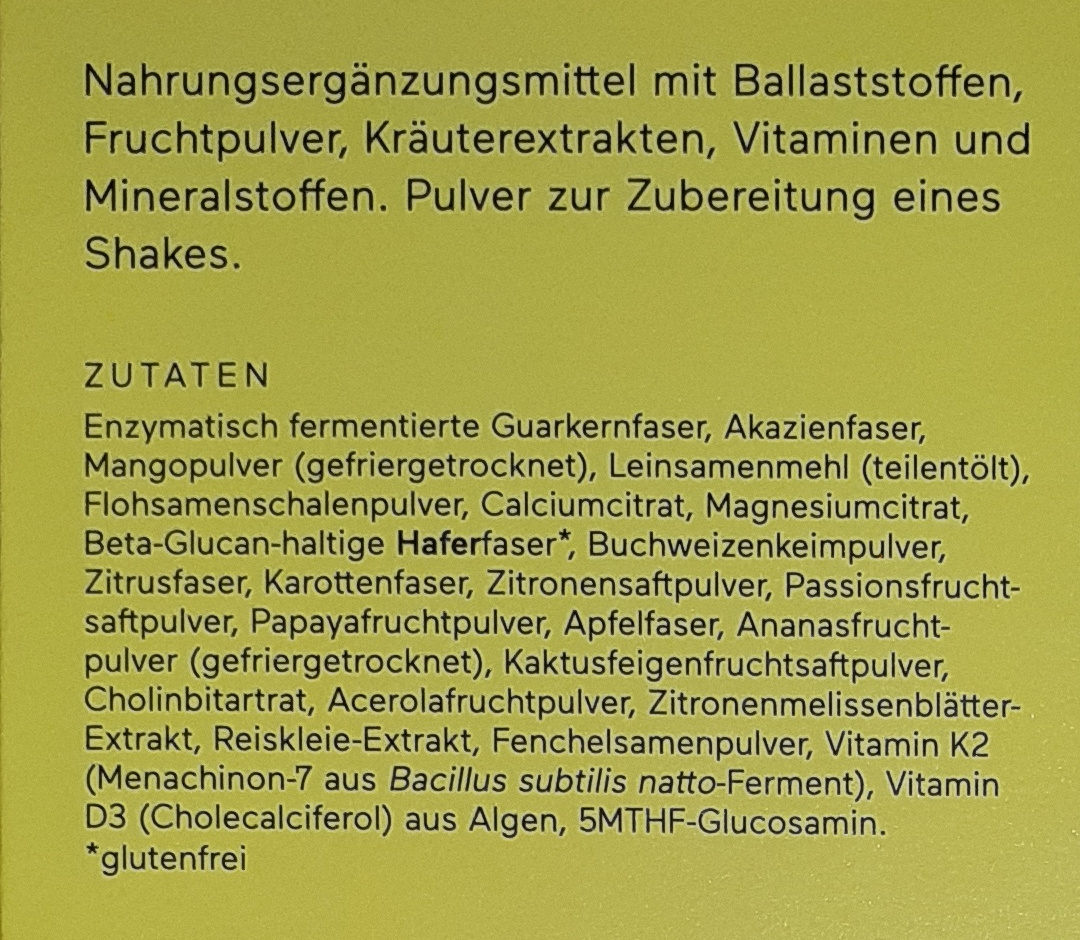 Nahrungsergänzungsmittel mit Ballaststoffen,
Fruchtpulver, Kräuterextrakten, Vitaminen und
Mineralstoffen. Pulver zur Zubereitung eines
Shakes.
ZUTATEN
Enzymatisch fermentierte Guarkernfaser, Akazienfaser,
Mangopulver (gefriergetrocknet), Leinsamenmehl (teilentölt),
Flohsamenschalenpulver, Calciumcitrat, Magnesiumcitrat,
Beta-Glucan-haltige Haferfaser*, Buchweizenkeimpulver,
Zitrusfaser, Karottenfaser, Zitronensaftpulver, Passionsfrucht-
saftpulver, Papayafruchtpulver, Apfelfaser, Ananasfrucht-
pulver (gefriergetrocknet), Kaktusfeigenfruchtsaftpulver,
Cholinbitartrat, Acerolafruchtpulver, Zitronenmelissenblätter-
Extrakt, Reiskleie-Extrakt, Fenchelsamenpulver, Vitamin K2
(Menachinon-7 aus Bacillus subtilis natto-Ferment), Vitamin
D3 (Cholecalciferol) aus Algen, 5MTHF-Glucosamin.
*glutenfrei